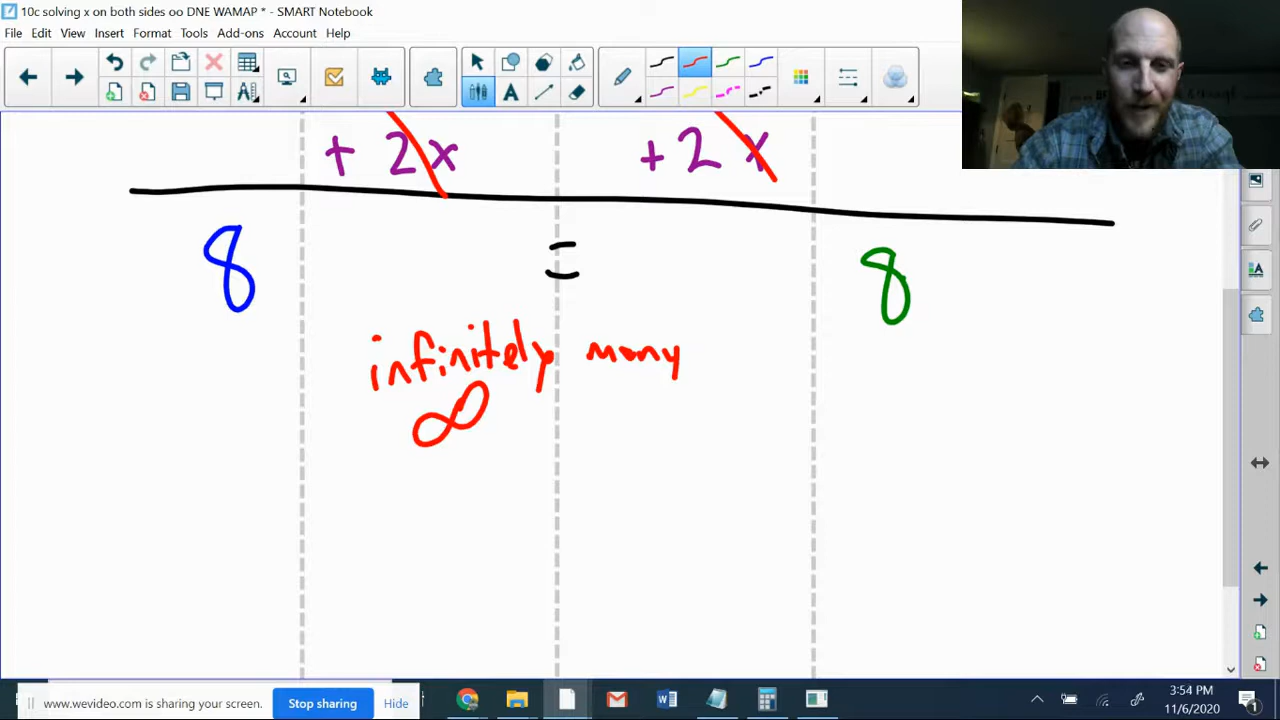 10c solving x on both sides oo DNE WAMAP * - SMART Notebook
File Edit View Insert Format Tools Add-ons Account Help
+ 2x + 2x
8 = 8
infinitely many
∞
www.wevideo.com is sharing your screen. Stop sharing Hide
3:54 PM
11/6/2020